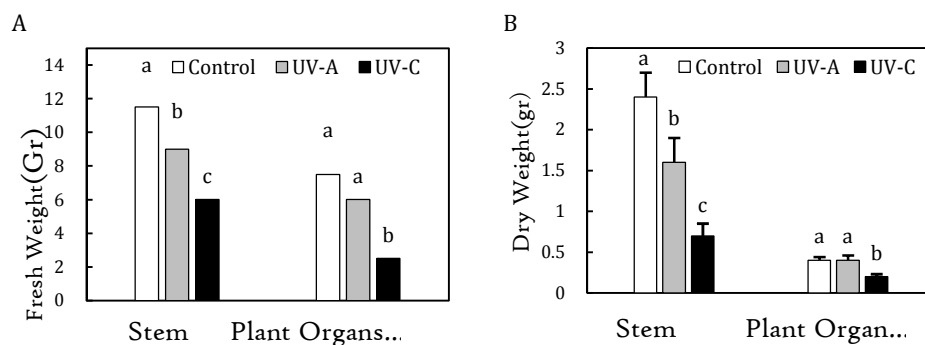 A
Fresh Weight(Gr)
14
12
10
8
6
4
2
0
Control UV-A UV-C
a
b
c
a
a
b
Stem
Plant Organs...
B
Dry Weight(gr)
3
2.5
2
1.5
1
0.5
0
Control UV-A UV-C
a
b
c
a
a
b
Stem
Plant Organ...